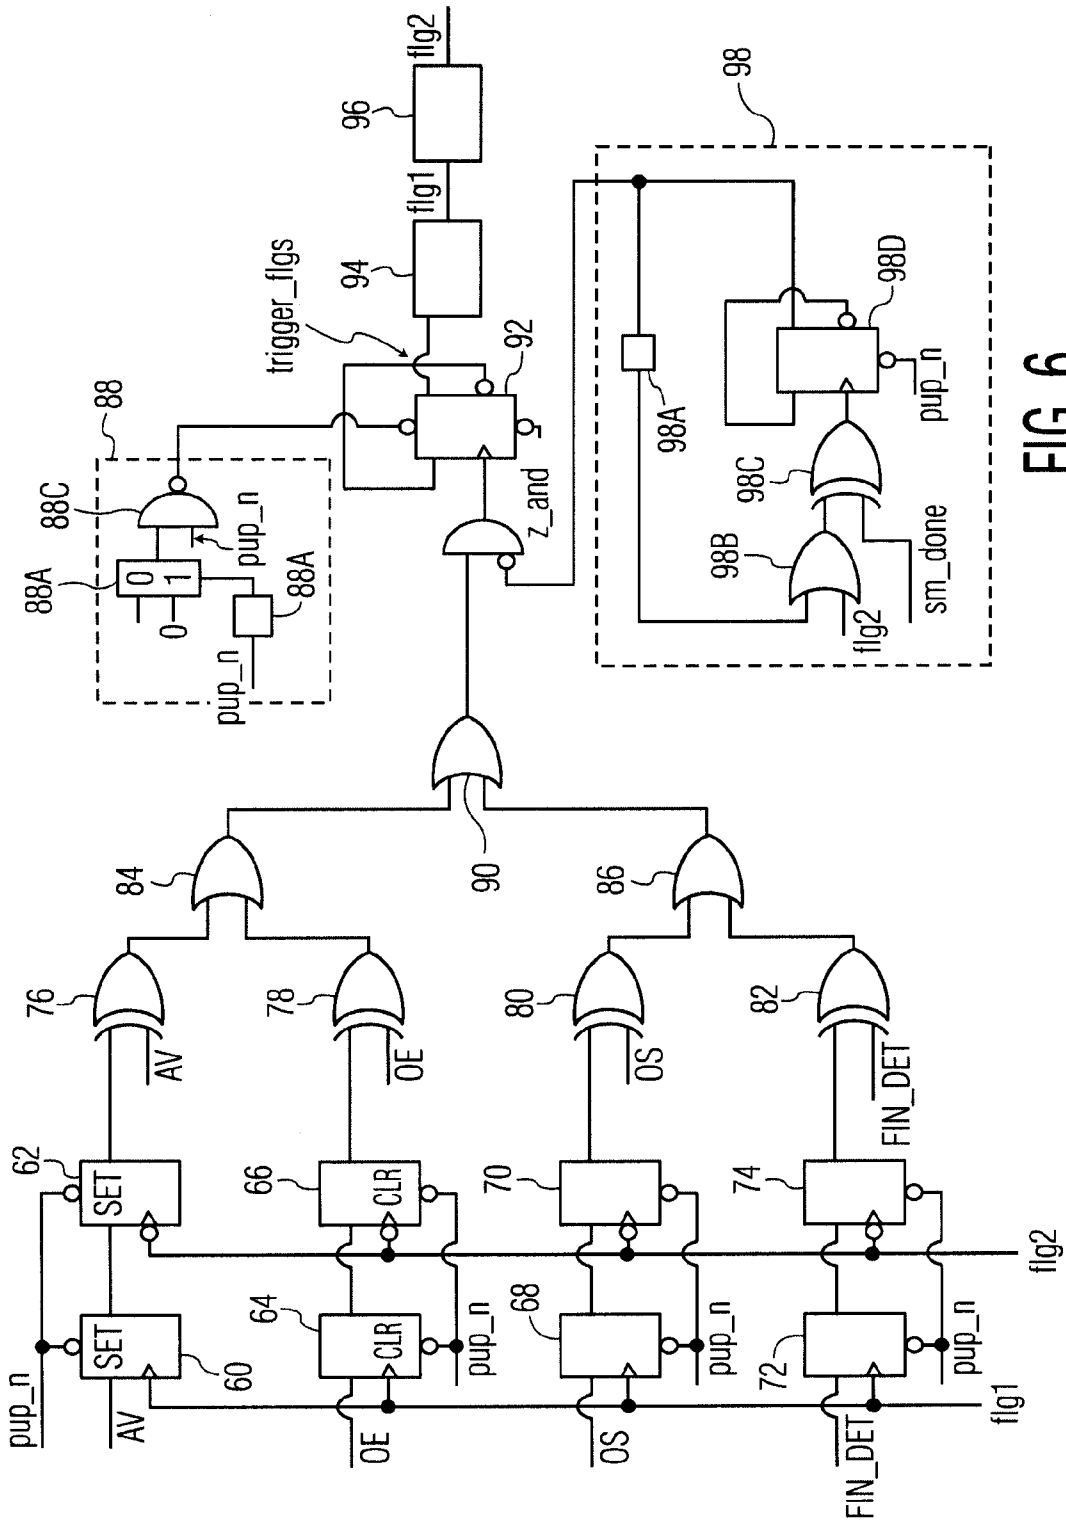 flg2
96
flg1
94
trigger_flgs
92
88
88C
88A
0
1
pup_n
0
88A
pup_n
z_and
98
98A
98D
pup_n
98C
98B
flg2
sm_done
90
84
86
76
AV
78
OE
80
OS
82
FIN_DET
62
SET
66
CLR
70
74
flg2
pup_n
SET
60
AV
64
CLR
pup_n
OE
68
pup_n
OS
72
pup_n
FIN_DET
flg1
FIG. 6